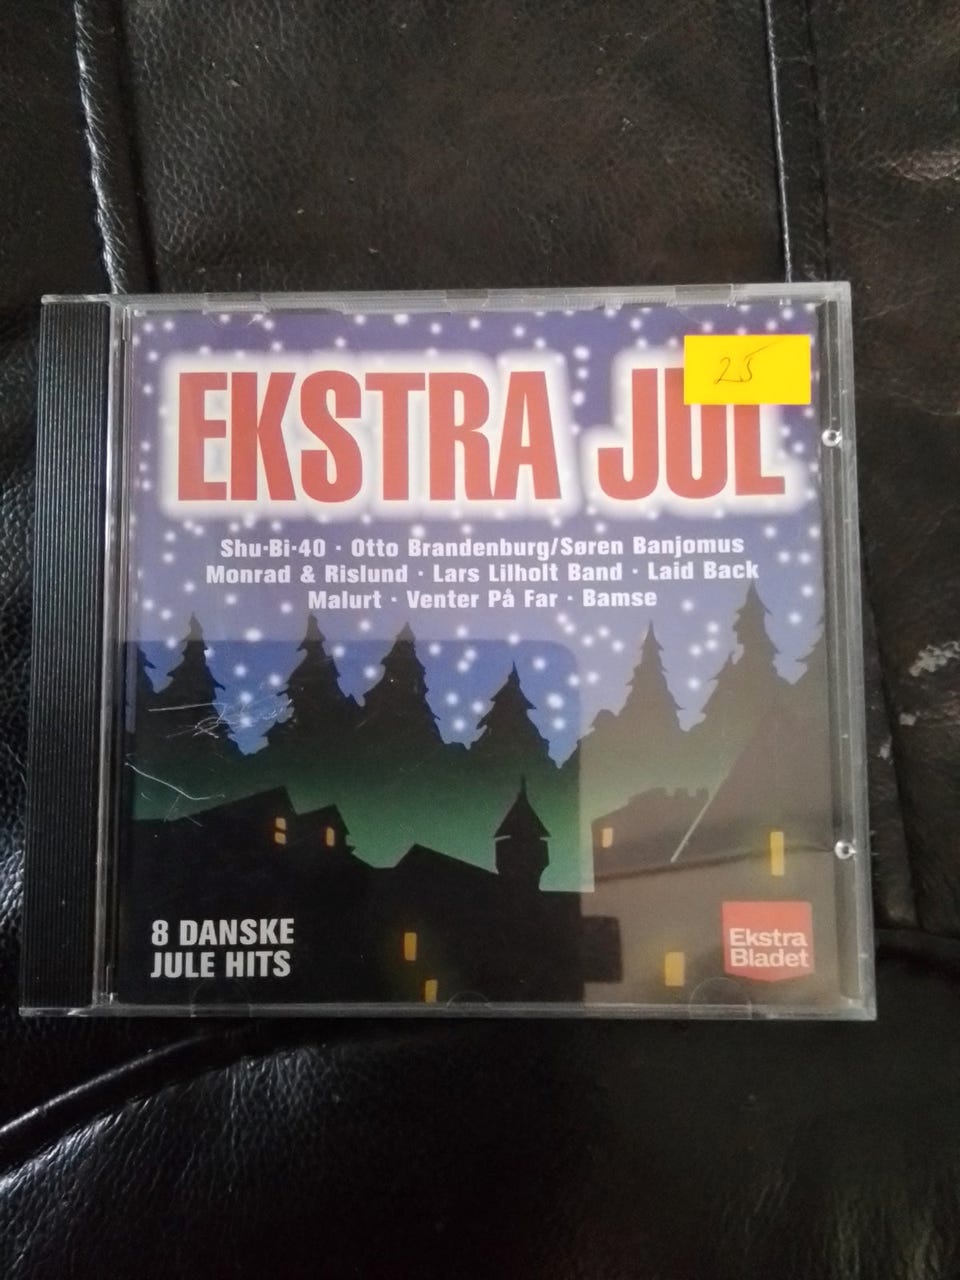 25
EKSTRA JUL
Shu·Bi·40 · Otto Brandenburg/Søren Banjomus
Monrad & Rislund · Lars Lilholt Band · Laid Back
Malurt · Venter På Far · Bamse
8 DANSKE
JULE HITS
Ekstra
Bladet